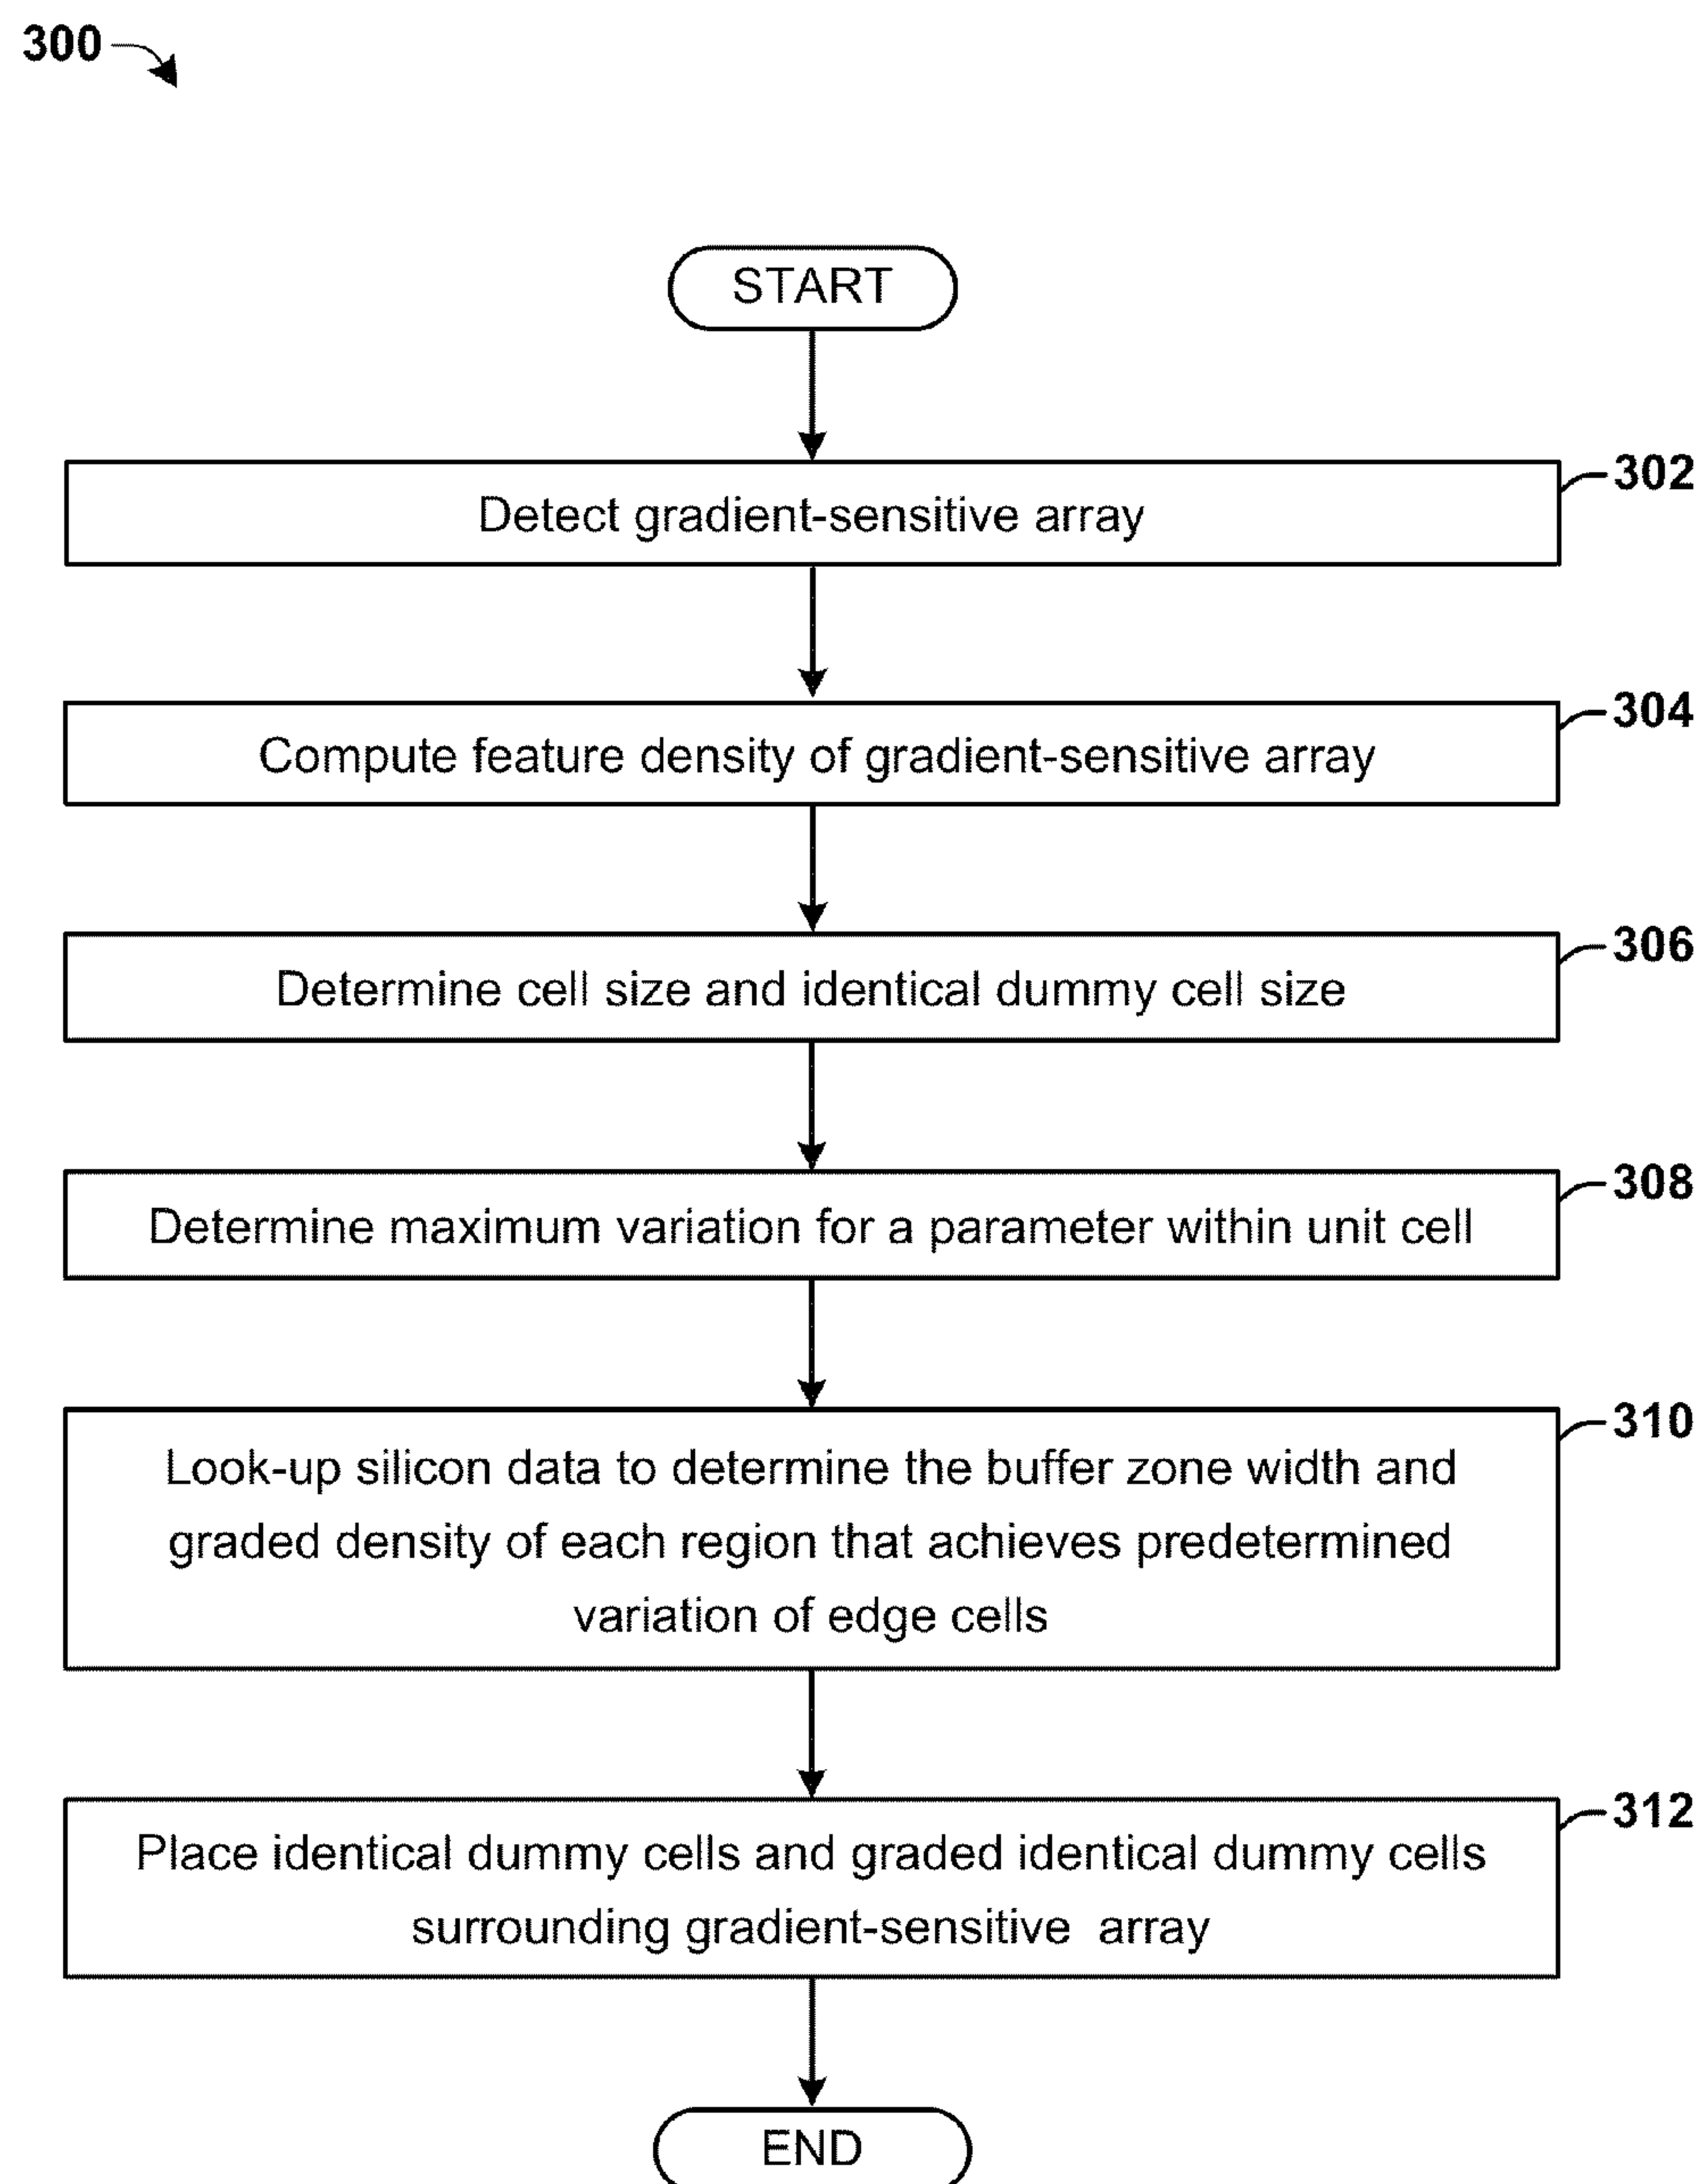 300
START
302
Detect gradient-sensitive array
304
Compute feature density of gradient-sensitive array
306
Determine cell size and identical dummy cell size
308
Determine maximum variation for a parameter within unit cell
310
Look-up silicon data to determine the buffer zone width and
graded density of each region that achieves predetermined
variation of edge cells
312
Place identical dummy cells and graded identical dummy cells
surrounding gradient-sensitive array
END